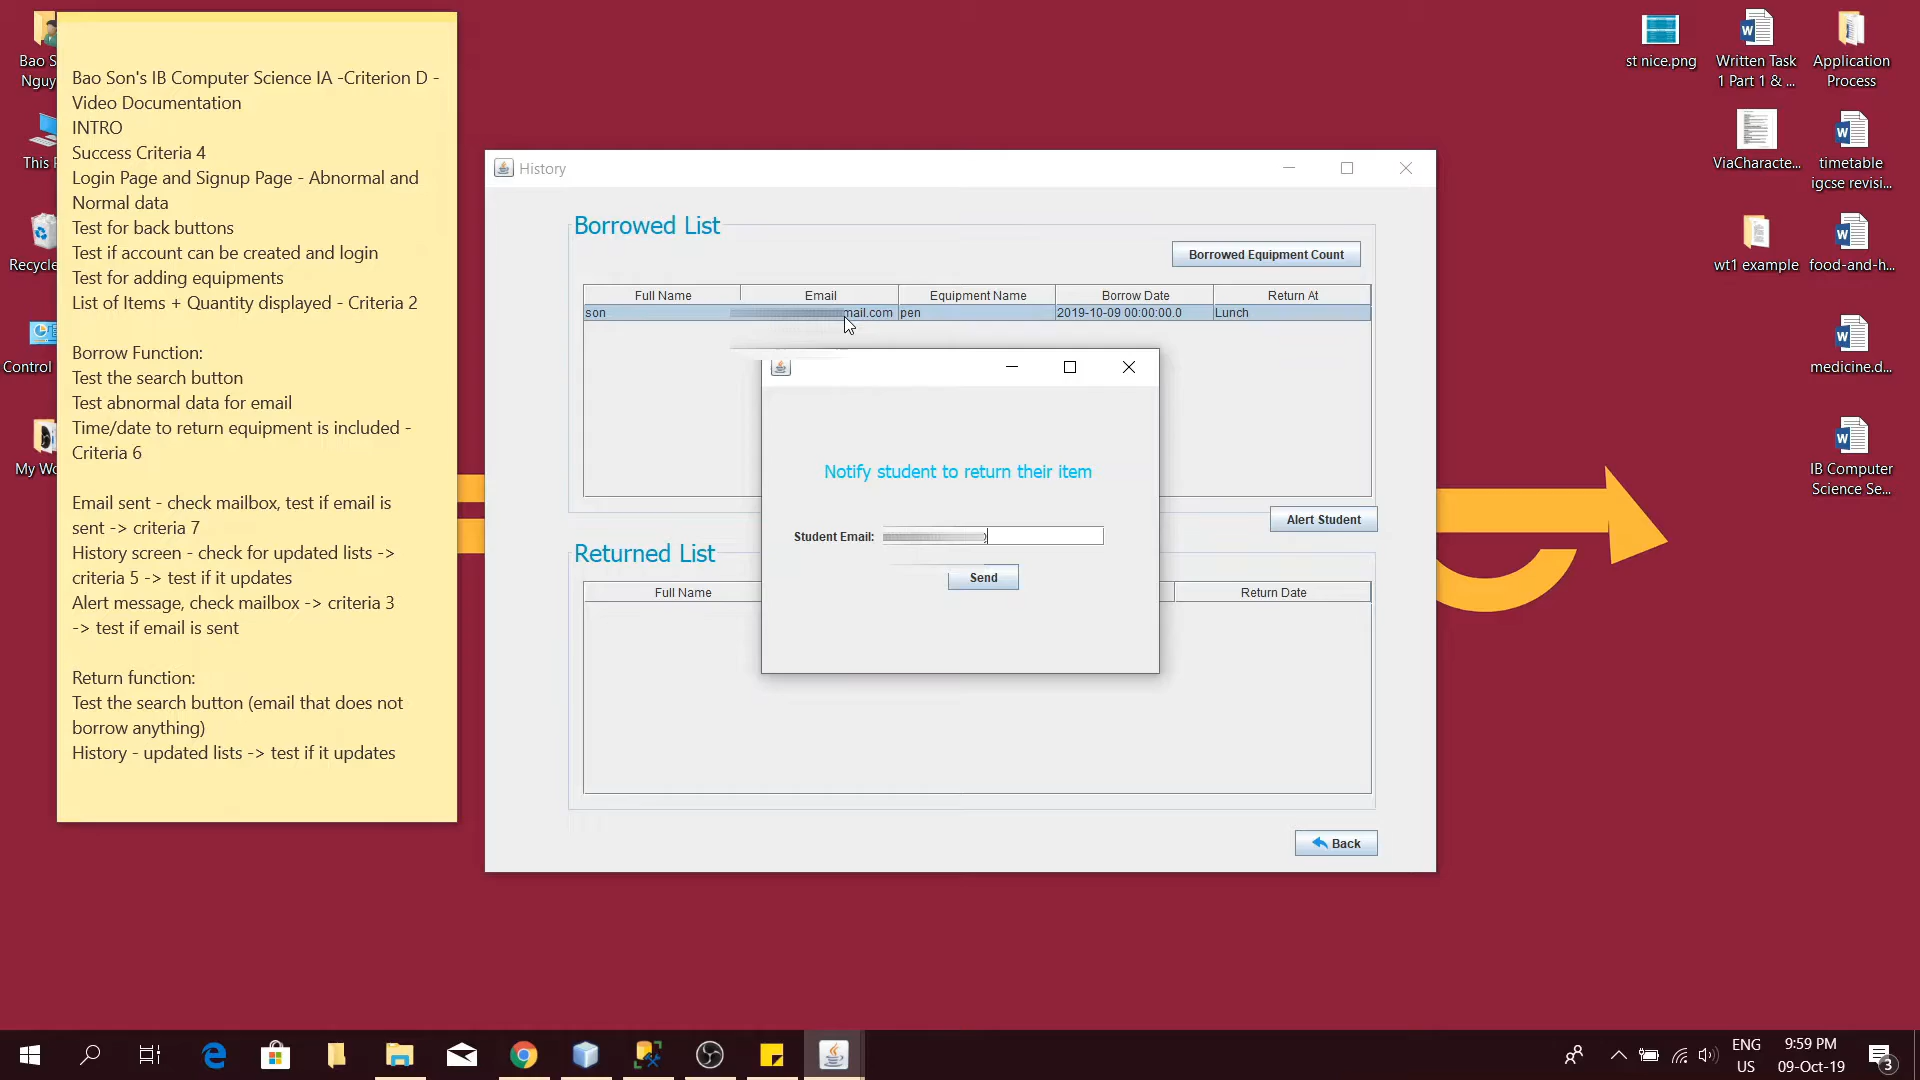 Bao S
Nguy
This P
Recycle
Control
My Wo
Bao Son's IB Computer Science IA -Criterion D -
Video Documentation
INTRO
Success Criteria 4
Login Page and Signup Page - Abnormal and
Normal data
Test for back buttons
Test if account can be created and login
Test for adding equipments
List of Items + Quantity displayed - Criteria 2
Borrow Function:
Test the search button
Test abnormal data for email
Time/date to return equipment is included -
Criteria 6
Email sent - check mailbox, test if email is
sent -> criteria 7
History screen - check for updated lists ->
criteria 5 -> test if it updates
Alert message, check mailbox -> criteria 3
-> test if email is sent
Return function:
Test the search button (email that does not
borrow anything)
History - updated lists -> test if it updates
History
Borrowed List
Borrowed Equipment Count
Full Name Email Equipment Name Borrow Date Return At
son mail.com pen 2019-10-09 00:00:00.0 Lunch
Notify student to return their item
Student Email:
Send
Alert Student
Returned List
Full Name Return Date
Back
st nice.png
Written Task
1 Part 1 & ...
Application
Process
ViaCharacte...
timetable
igcse revisi...
wt1 example
food-and-h...
medicine.d...
IB Computer
Science Se...
ENG
US
9:59 PM
09-Oct-19
3